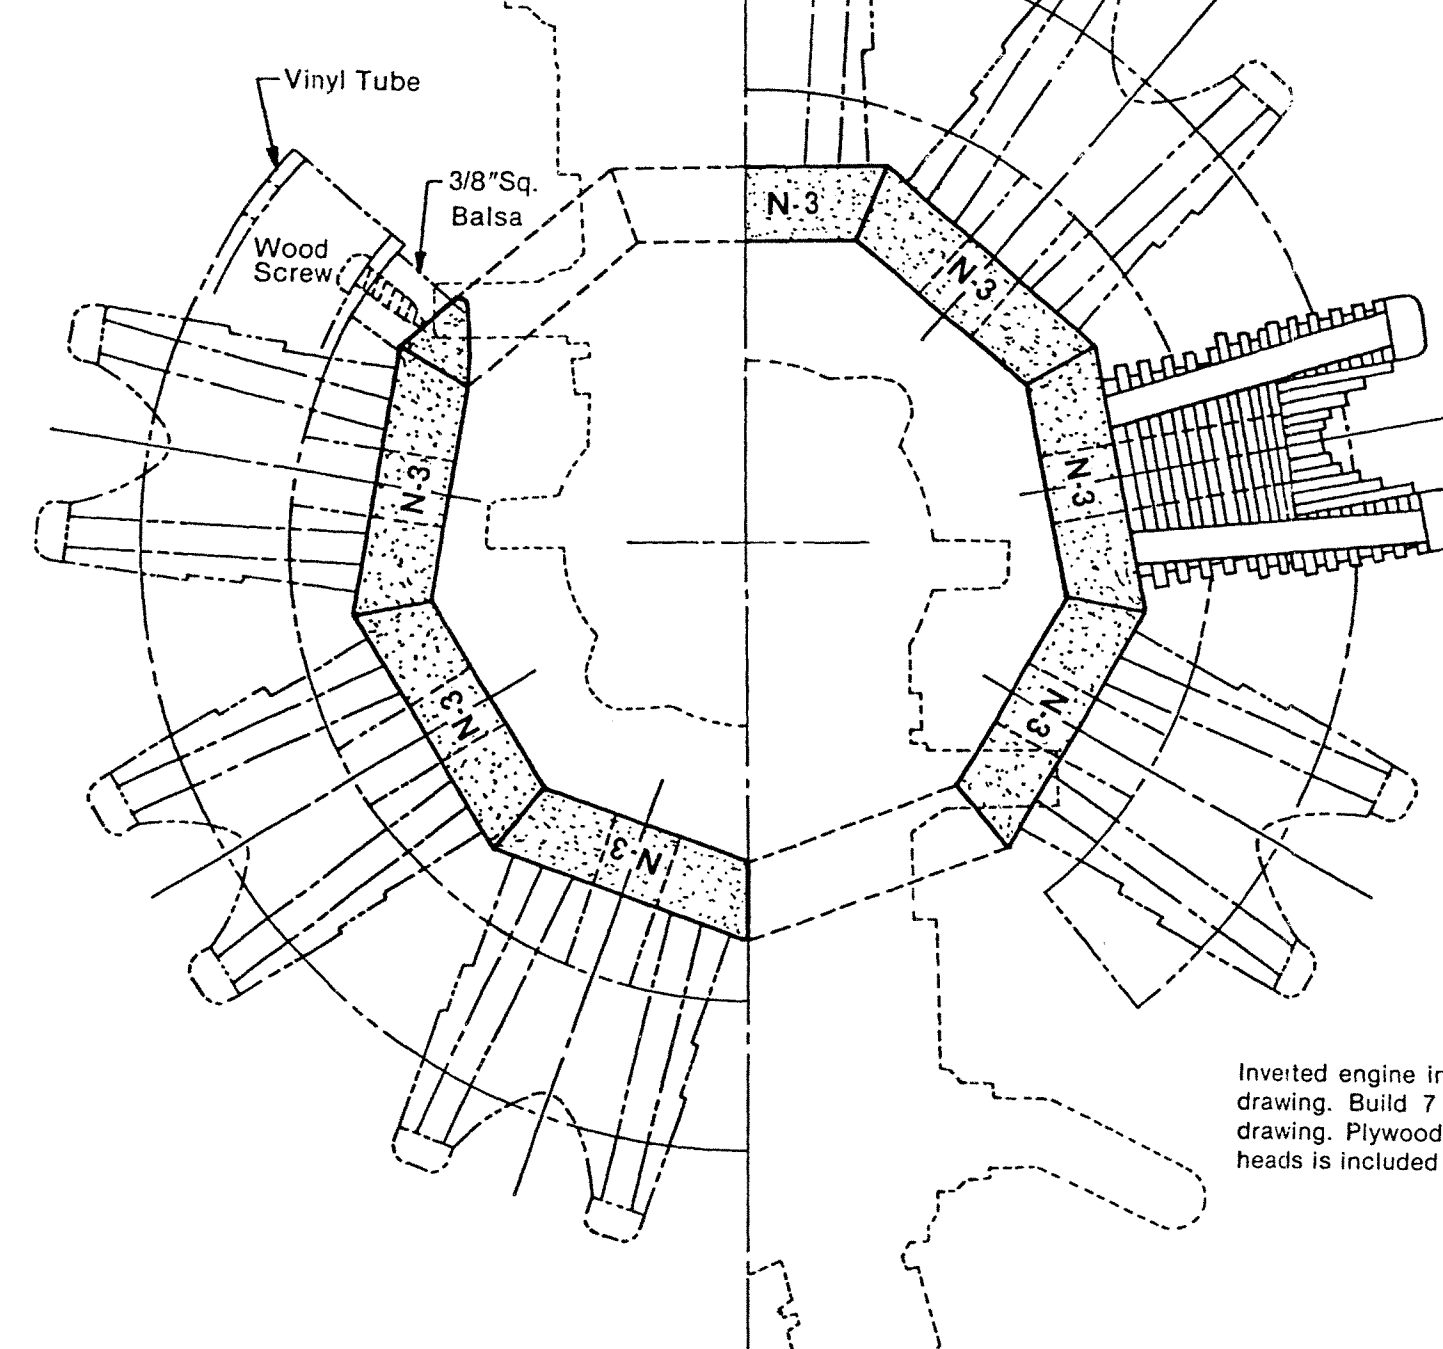 Vinyl Tube
3/8"Sq.
Balsa
Wood
Screw
N-3
N-3
N-3
N-3
N-3
N-3
N-3
Inverted engine in
drawing. Build 7
drawing. Plywood
heads is included